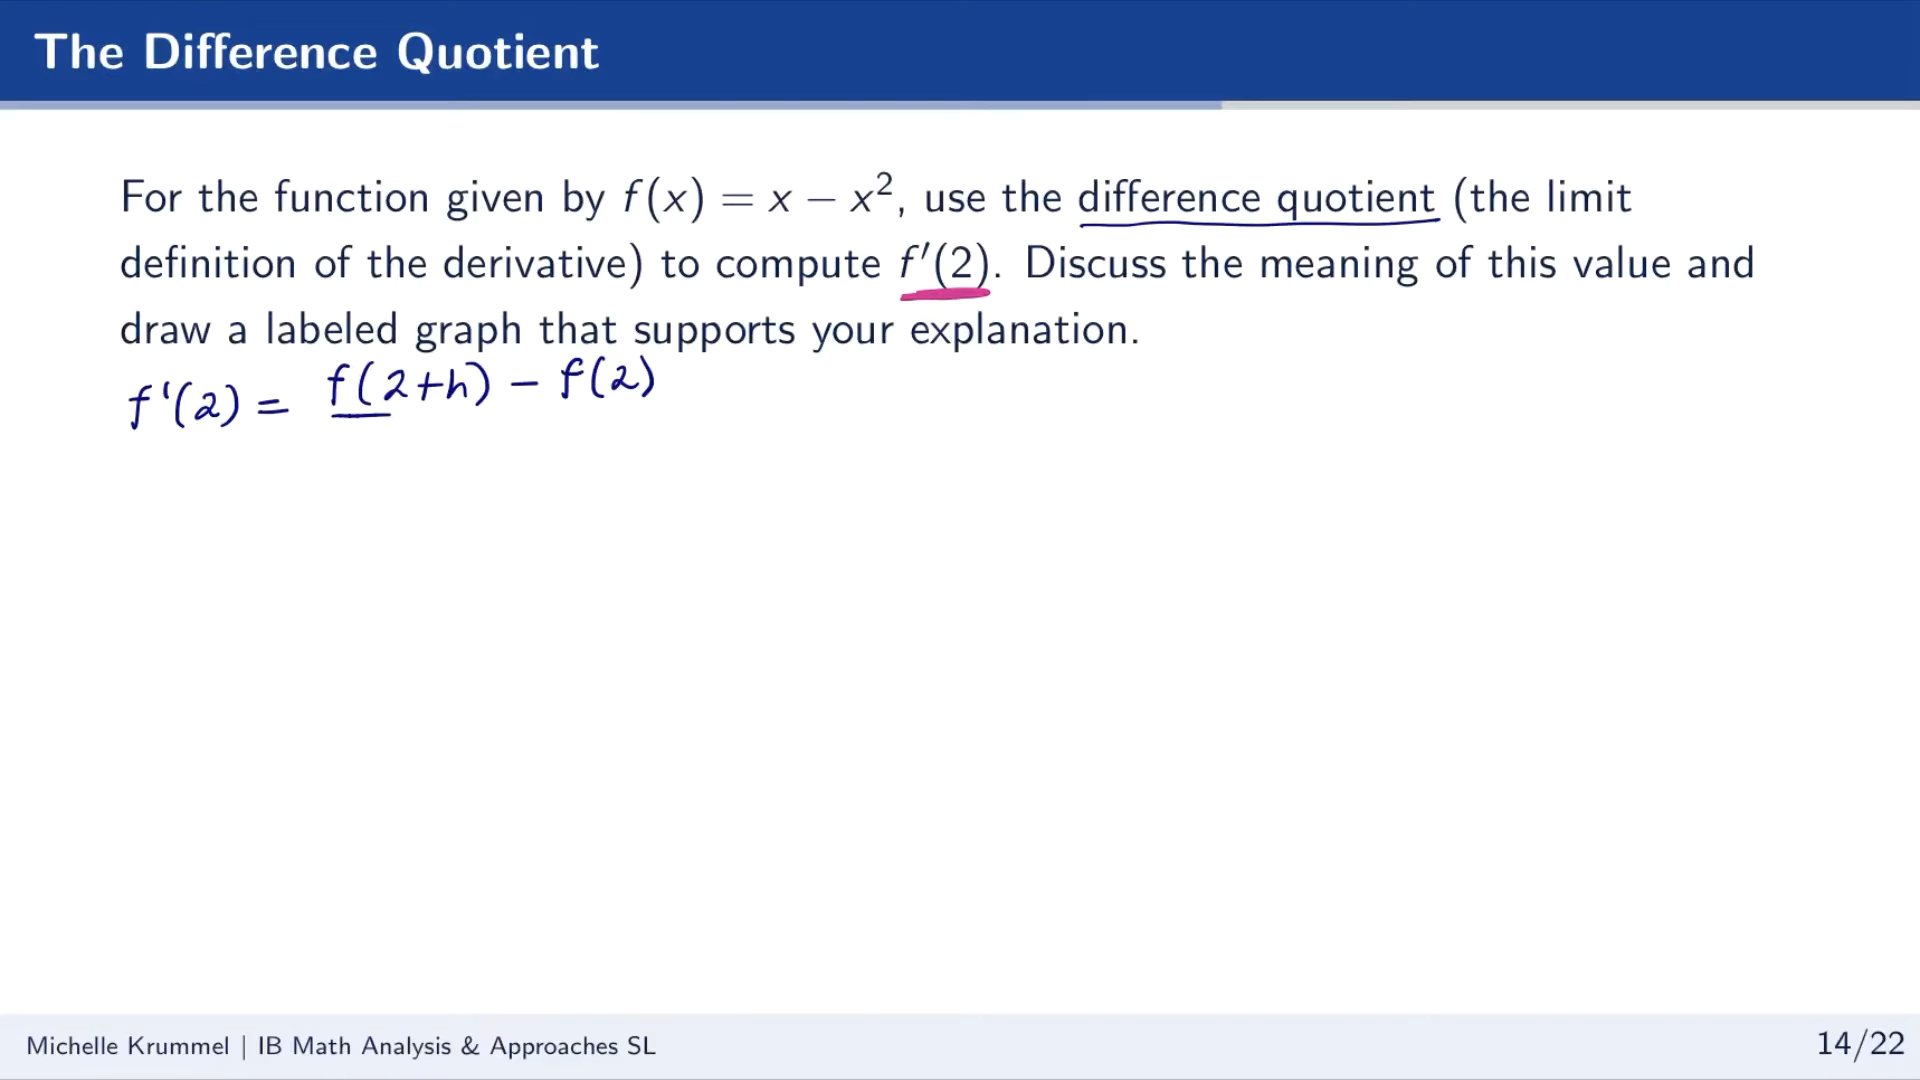 The Difference Quotient
For the function given by f(x) = x − x², use the difference quotient (the limit
definition of the derivative) to compute f′(2). Discuss the meaning of this value and
draw a labeled graph that supports your explanation.
f'(2) = f(2+h) − f(2)
Michelle Krummel | IB Math Analysis & Approaches SL
14/22